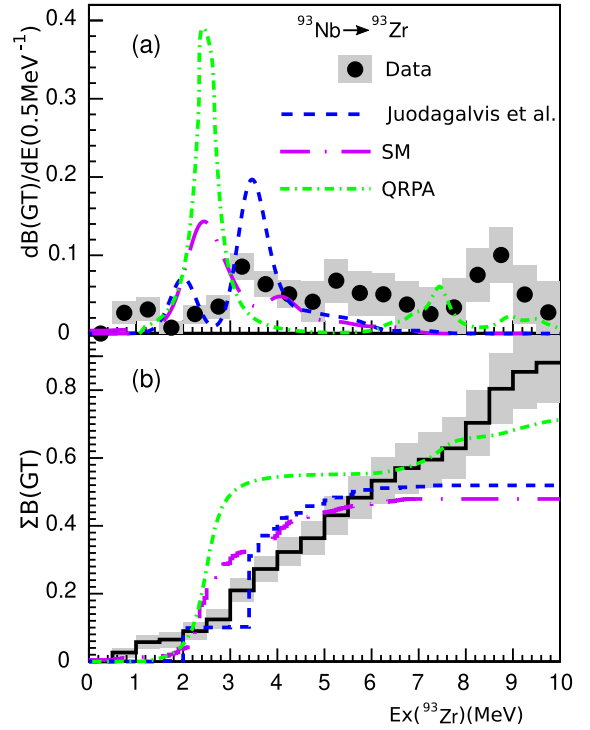 ⁹³Nb→⁹³Zr
(a)
Data
Juodagalvis et al.
SM
QRPA
dB(GT)/dE(0.5MeV⁻¹)
0.4
0.3
0.2
0.1
0
(b)
ΣB(GT)
0.8
0.6
0.4
0.2
0
0 1 2 3 4 5 6 7 8 9 10
Ex(⁹³Zr)(MeV)